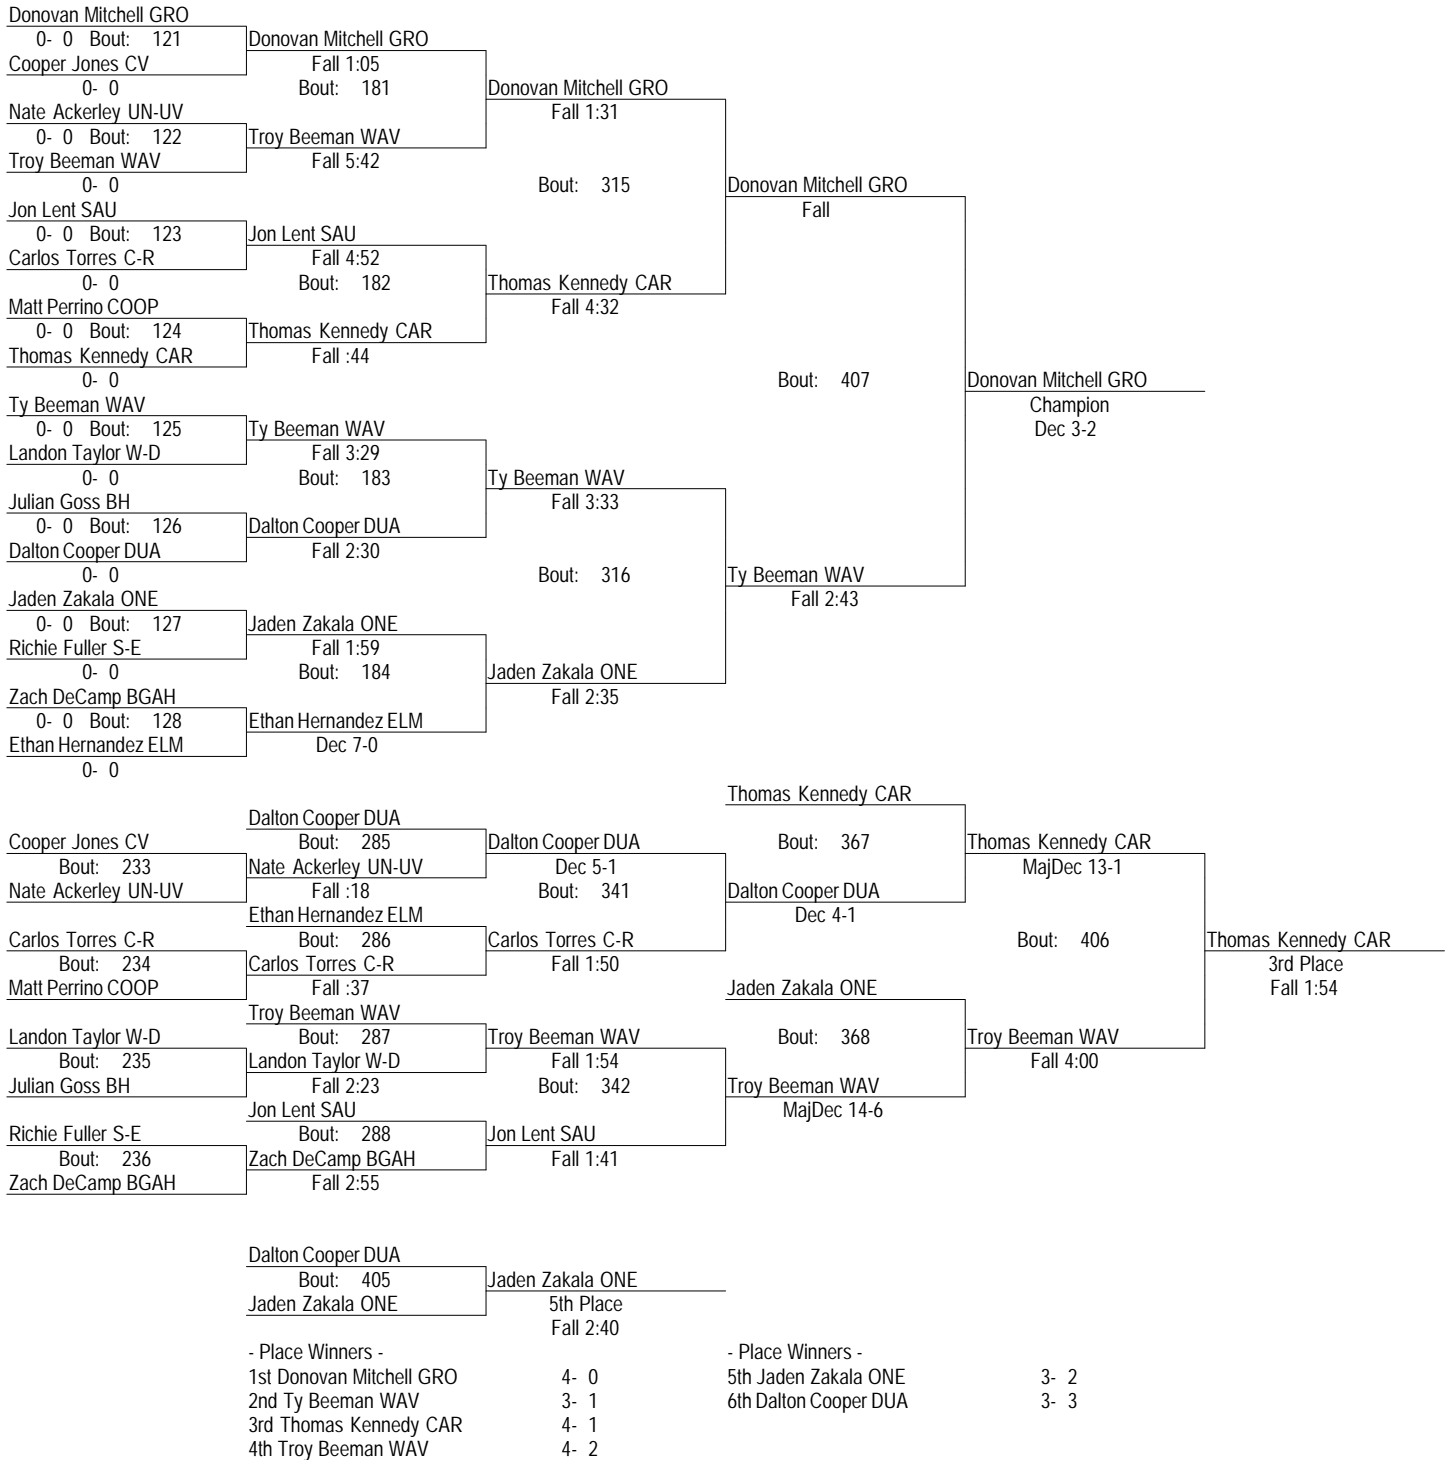 Donovan Mitchell GRO
0- 0 Bout: 121 Donovan Mitchell GRO
Cooper Jones CV Fall 1:05
0- 0 Bout: 181 Donovan Mitchell GRO
Nate Ackerley UN-UV Fall 1:31
0- 0 Bout: 122 Troy Beeman WAV
Troy Beeman WAV Fall 5:42
0- 0 Bout: 315 Donovan Mitchell GRO
Jon Lent SAU Fall
0- 0 Bout: 123 Jon Lent SAU
Carlos Torres C-R Fall 4:52
0- 0 Bout: 182 Thomas Kennedy CAR
Matt Perrino COOP Fall 4:32
0- 0 Bout: 124 Thomas Kennedy CAR
Thomas Kennedy CAR Fall :44
0- 0 Bout: 407 Donovan Mitchell GRO
Ty Beeman WAV Champion
0- 0 Bout: 125 Ty Beeman WAV Dec 3-2
Landon Taylor W-D Fall 3:29
0- 0 Bout: 183 Ty Beeman WAV
Julian Goss BH Fall 3:33
0- 0 Bout: 126 Dalton Cooper DUA
Dalton Cooper DUA Fall 2:30
0- 0 Bout: 316 Ty Beeman WAV
Jaden Zakala ONE Fall 2:43
0- 0 Bout: 127 Jaden Zakala ONE
Richie Fuller S-E Fall 1:59
0- 0 Bout: 184 Jaden Zakala ONE
Zach DeCamp BGAH Fall 2:35
0- 0 Bout: 128 Ethan Hernandez ELM
Ethan Hernandez ELM Dec 7-0
0- 0
Thomas Kennedy CAR
Dalton Cooper DUA
Cooper Jones CV Bout: 285 Dalton Cooper DUA Bout: 367 Thomas Kennedy CAR
Bout: 233 Nate Ackerley UN-UV Dec 5-1 MajDec 13-1
Nate Ackerley UN-UV Fall :18 Bout: 341 Dalton Cooper DUA
Ethan Hernandez ELM Dec 4-1
Carlos Torres C-R Bout: 286 Carlos Torres C-R Bout: 406 Thomas Kennedy CAR
Bout: 234 Carlos Torres C-R Fall 1:50 3rd Place
Matt Perrino COOP Fall :37 Jaden Zakala ONE Fall 1:54
Troy Beeman WAV
Landon Taylor W-D Bout: 287 Troy Beeman WAV Bout: 368 Troy Beeman WAV
Bout: 235 Landon Taylor W-D Fall 1:54 Fall 4:00
Julian Goss BH Fall 2:23 Bout: 342 Troy Beeman WAV
Jon Lent SAU MajDec 14-6
Richie Fuller S-E Bout: 288 Jon Lent SAU
Bout: 236 Zach DeCamp BGAH Fall 1:41
Zach DeCamp BGAH Fall 2:55
Dalton Cooper DUA
Bout: 405 Jaden Zakala ONE
Jaden Zakala ONE 5th Place
Fall 2:40
- Place Winners - - Place Winners -
1st Donovan Mitchell GRO 4- 0 5th Jaden Zakala ONE 3- 2
2nd Ty Beeman WAV 3- 1 6th Dalton Cooper DUA 3- 3
3rd Thomas Kennedy CAR 4- 1
4th Troy Beeman WAV 4- 2